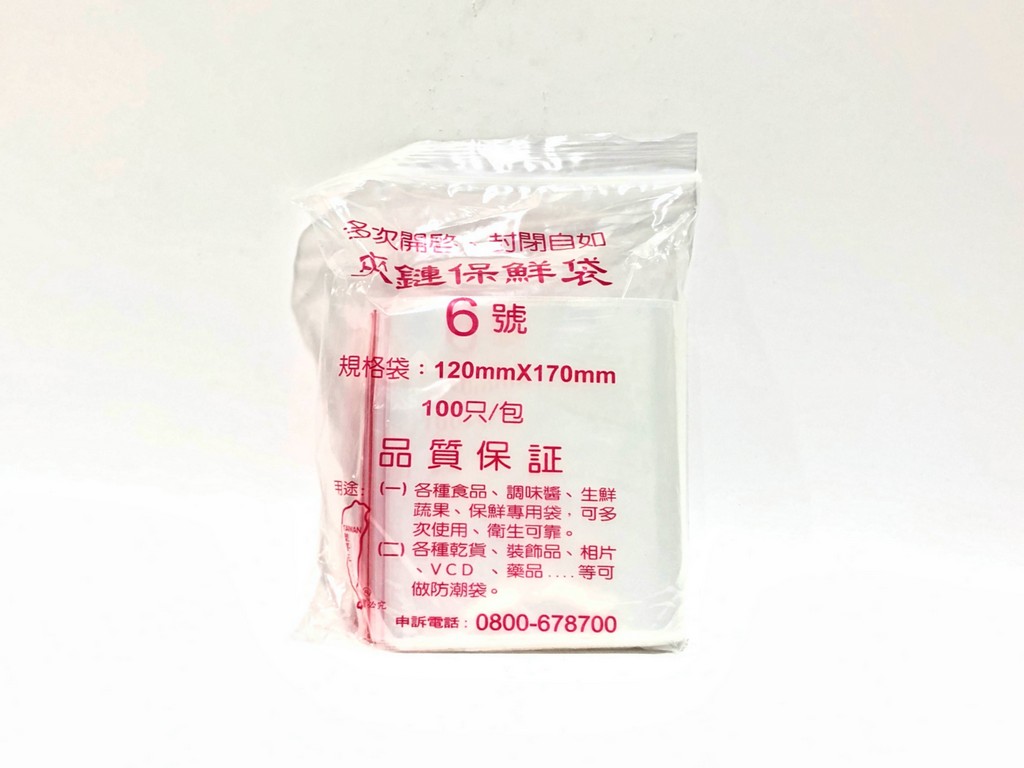 多次開啓、封閉自如
夾鏈保鮮袋
6號
規格袋：120mmX170mm
100只/包
品質保証
用途：(一) 各種食品、調味醬、生鮮
蔬果、保鮮專用袋，可多
次使用、衛生可靠。
(二) 各種乾貨、裝飾品、相片
、VCD 、藥品....等可
做防潮袋。
TAIWAN
申訴電話：0800-678700